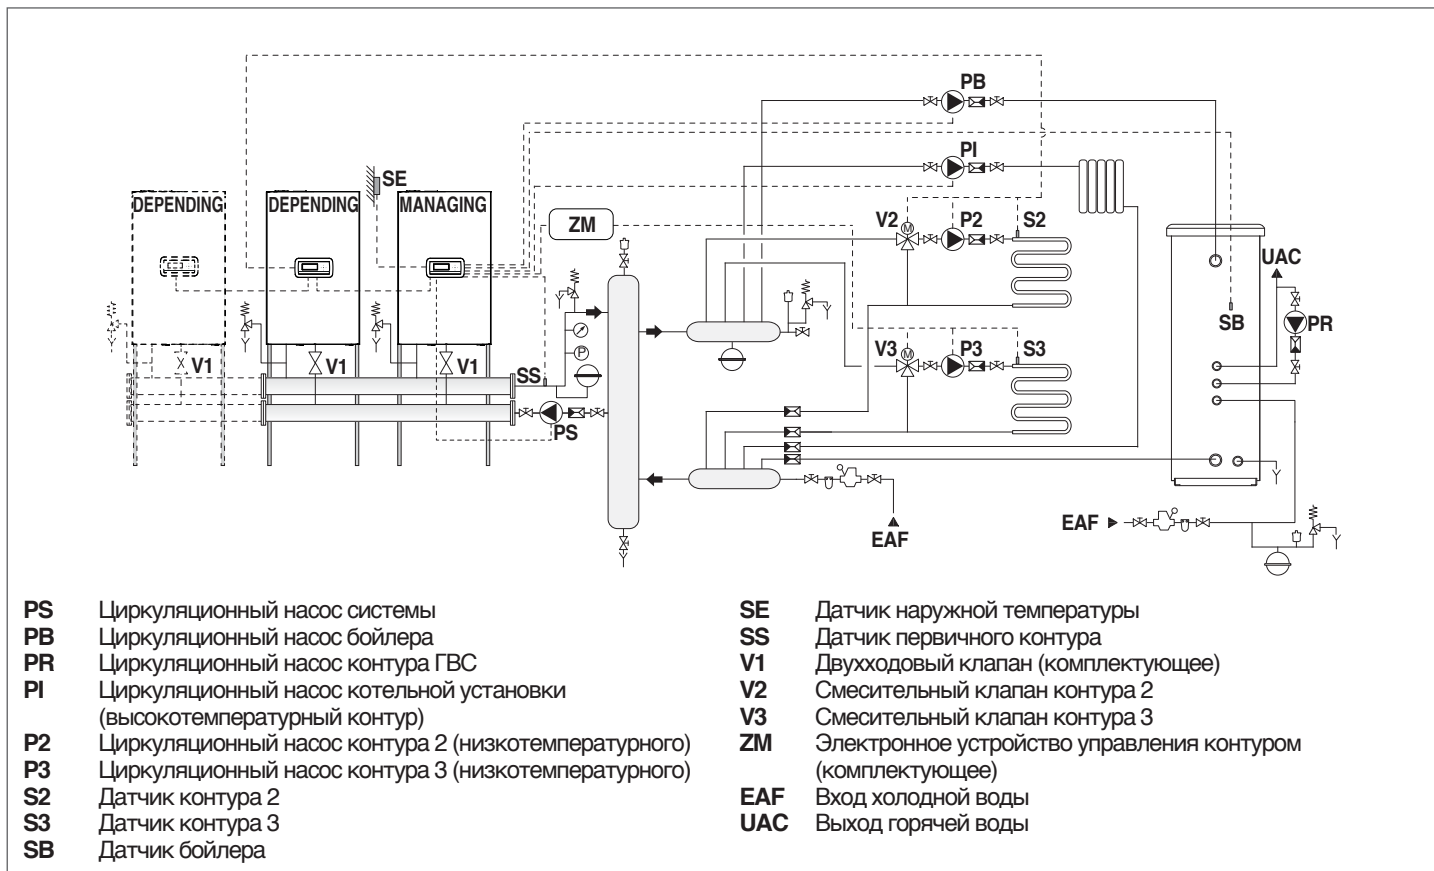 PB
PI
SE
DEPENDING
DEPENDING
MANAGING
ZM
V2
M
P2
S2
UAC
SB
PR
V3
M
P3
S3
V1
V1
V1
SS
P
PS
EAF
EAF
PS Циркуляционный насос системы
PB Циркуляционный насос бойлера
PR Циркуляционный насос контура ГВС
PI Циркуляционный насос котельной установки
(высокотемпературный контур)
P2 Циркуляционный насос контура 2 (низкотемпературного)
P3 Циркуляционный насос контура 3 (низкотемпературного)
S2 Датчик контура 2
S3 Датчик контура 3
SB Датчик бойлера
SE Датчик наружной температуры
SS Датчик первичного контура
V1 Двухходовый клапан (комплектующее)
V2 Смесительный клапан контура 2
V3 Смесительный клапан контура 3
ZM Электронное устройство управления контуром
(комплектующее)
EAF Вход холодной воды
UAC Выход горячей воды